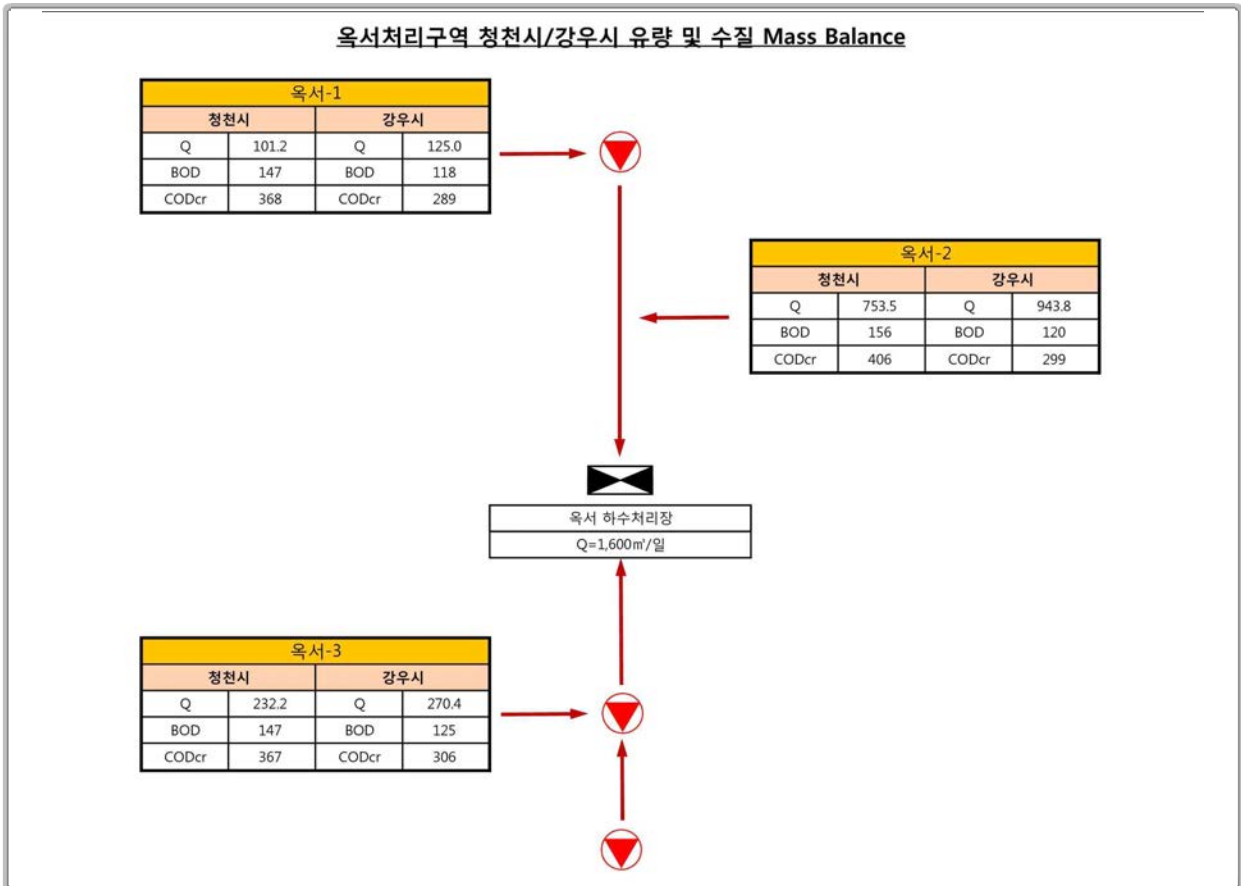 옥서처리구역 청천시/강우시 유량 및 수질 Mass Balance
옥서-1
청천시 강우시
Q 101.2 Q 125.0
BOD 147 BOD 118
CODcr 368 CODcr 289
옥서-2
청천시 강우시
Q 753.5 Q 943.8
BOD 156 BOD 120
CODcr 406 CODcr 299
옥서 하수처리장
Q=1,600㎥/일
옥서-3
청천시 강우시
Q 232.2 Q 270.4
BOD 147 BOD 125
CODcr 367 CODcr 306